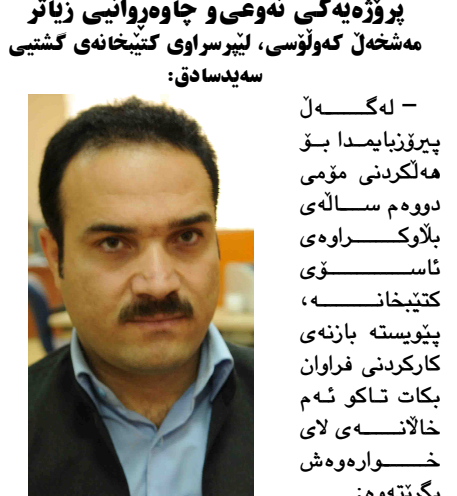 پرۆژەیەکی نەوعی و چاوەڕوانیی زیاتر
مەشخەڵ کەوڵۆسی، لێپرسراوی کتێبخانەی گشتیی
سەیدسادق:
– لەگەڵ
پیرۆزبایمدا بۆ
هەڵکردنی مۆمی
دووەم ساڵەی
بڵاوکراوەی
ئاسۆی
کتێبخانە،
پێویستە بازنەی
کارکردنی فراوان
بکات تاکو ئەم
خاڵانەی لای
خوارەوەش
بگرێتەوە: